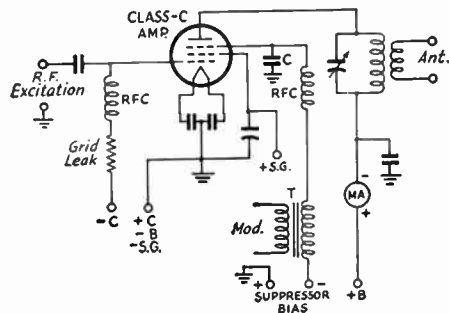 CLASS-C
AMP.
C
R.F.
Excitation
RFC
RFC
Ant.
Grid
Leak
+S.G.
- MA +
T
Mod.
-C
+C
-B
-S.G.
+ -
SUPPRESSOR
BIAS
+B